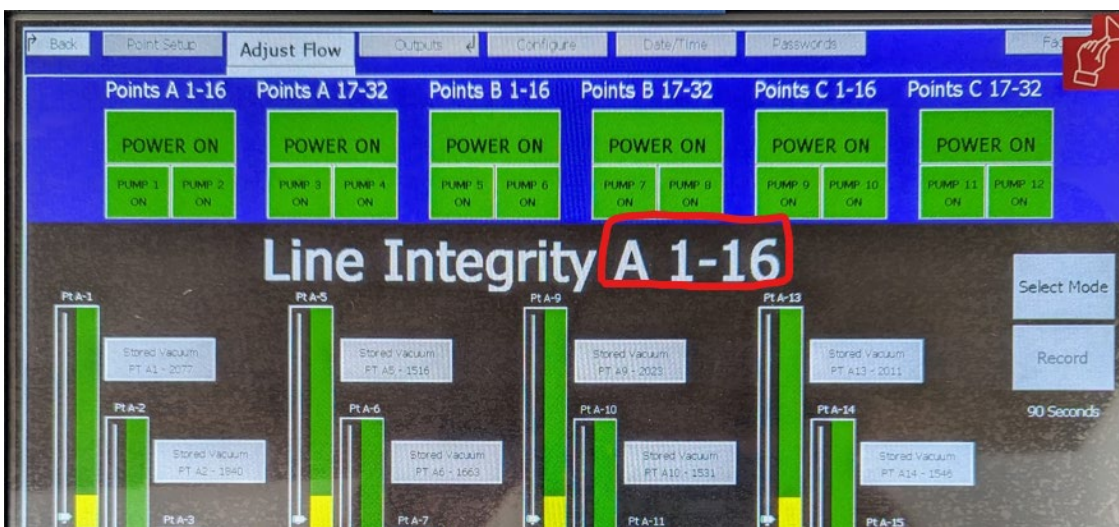 Back Point Setup Adjust Flow Outputs Configure Date/Time Passwords
Points A 1-16 Points A 17-32 Points B 1-16 Points B 17-32 Points C 1-16 Points C 17-32
POWER ON POWER ON POWER ON POWER ON POWER ON POWER ON
PUMP 1 PUMP 2 PUMP 3 PUMP 4 PUMP 5 PUMP 6 PUMP 7 PUMP 8 PUMP 9 PUMP 10 PUMP 11 PUMP 12
ON ON ON ON ON ON ON ON ON ON ON ON
Line Integrity A 1-16
Select Mode
Pt A-1 Pt A-5 Pt A-9 Pt A-13
Stored Vacuum Stored Vacuum Stored Vacuum Stored Vacuum
PT A1 - 2077 PT A5 - 1516 PT A9 - 2023 PT A13 - 2011
Record
Pt A-2 Pt A-6 Pt A-10 Pt A-14
90 Seconds
Stored Vacuum Stored Vacuum Stored Vacuum Stored Vacuum
PT A2 - 1840 PT A6 - 1663 PT A10 - 1531 PT A14 - 1546
Pt A-3 Pt A-7 Pt A-11 Pt A-15